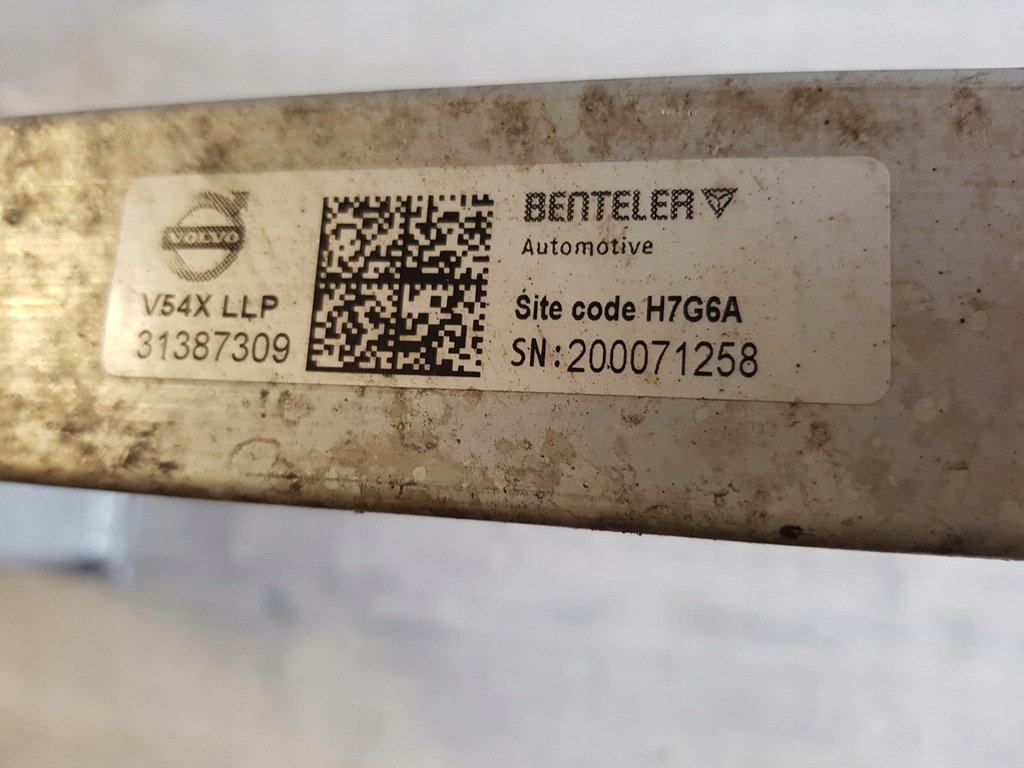 VOLVO
V54X LLP
31387309
BENTELER
Automotive
Site code H7G6A
SN:200071258